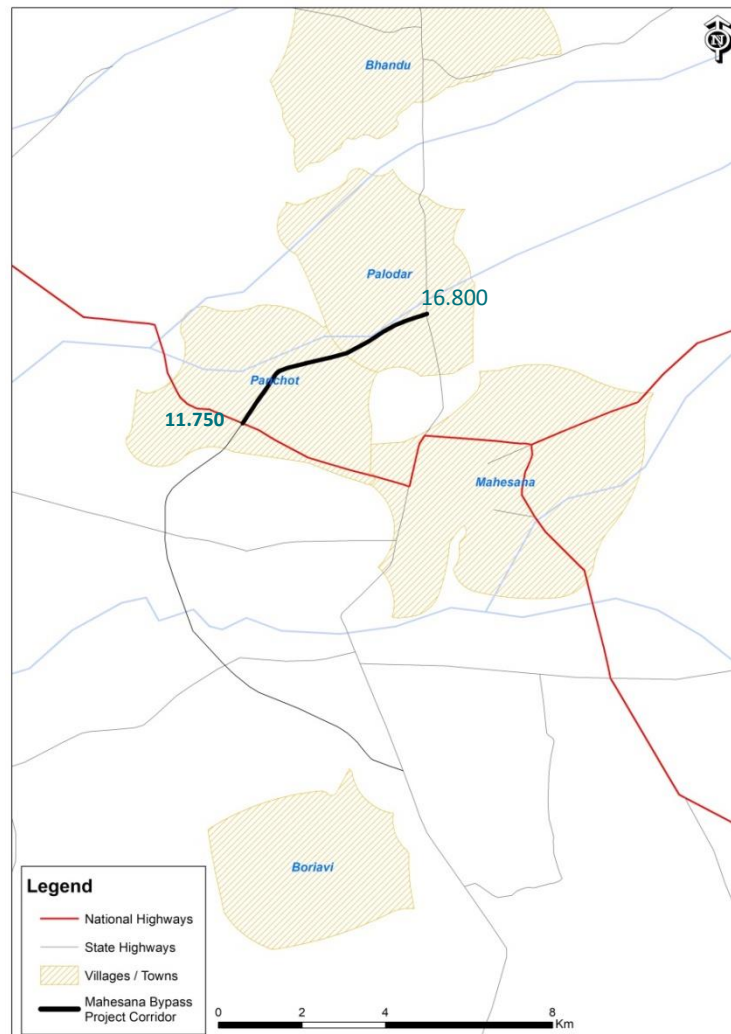 N
Bhandu
Palodar
16.800
Panchot
11.750
Mahesana
Boriavi
Legend
National Highways
State Highways
Villages / Towns
Mahesana Bypass
Project Corridor
0 2 4 8
Km